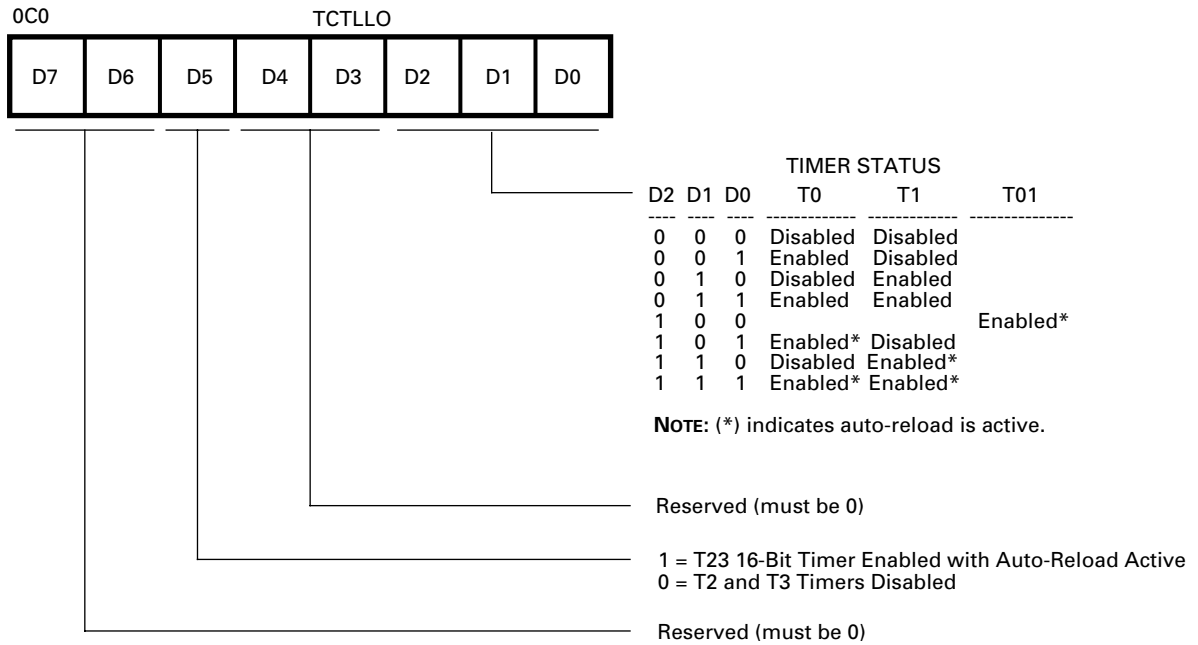 0C0 TCTLLO
D7 D6 D5 D4 D3 D2 D1 D0
TIMER STATUS
D2 D1 D0 T0 T1 T01
---- ---- ---- -------------- -------------- ----------------
0 0 0 Disabled Disabled
0 0 1 Enabled Disabled
0 1 0 Disabled Enabled
0 1 1 Enabled Enabled
1 0 0 Enabled*
1 0 1 Enabled* Disabled
1 1 0 Disabled Enabled*
1 1 1 Enabled* Enabled*
NOTE: (*) indicates auto-reload is active.
Reserved (must be 0)
1 = T23 16-Bit Timer Enabled with Auto-Reload Active
0 = T2 and T3 Timers Disabled
Reserved (must be 0)